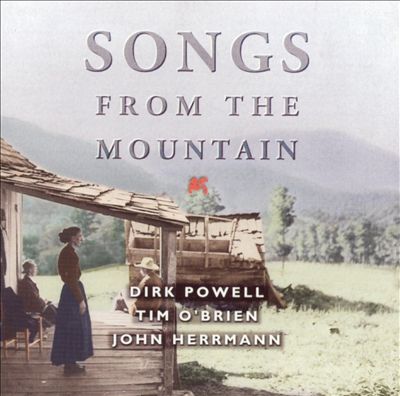 SONGS
FROM THE
MOUNTAIN
DIRK POWELL
TIM O'BRIEN
JOHN HERRMANN